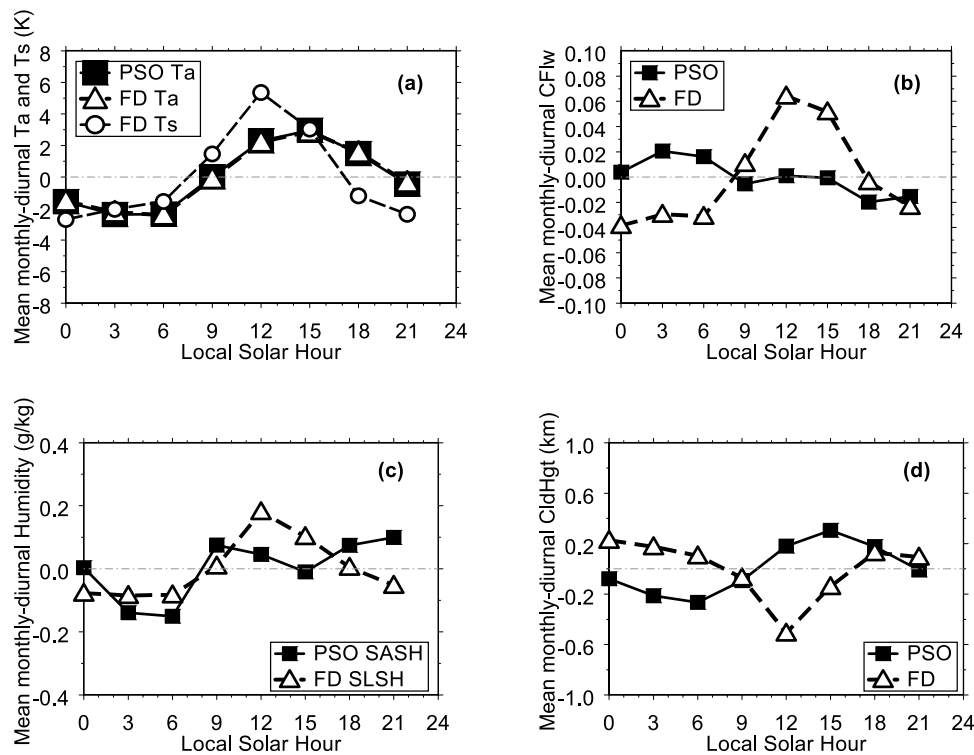 Mean monthly-diurnal Ta and Ts (K)
8
6
4
2
0
-2
-4
-6
-8
PSO Ta
FD Ta
FD Ts
(a)
0 3 6 9 12 15 18 21 24
Local Solar Hour
Mean monthly-diurnal CFlw
0.10
0.08
0.06
0.04
0.02
0.00
-0.02
-0.04
-0.06
-0.08
-0.10
PSO
FD
(b)
0 3 6 9 12 15 18 21 24
Local Solar Hour
Mean monthly-diurnal Humidity (g/kg)
0.4
0.2
0.0
-0.2
-0.4
(c)
PSO SASH
FD SLSH
0 3 6 9 12 15 18 21 24
Local Solar Hour
Mean monthly-diurnal CldHgt (km)
1.0
0.6
0.2
-0.2
-0.6
-1.0
(d)
PSO
FD
0 3 6 9 12 15 18 21 24
Local Solar Hour